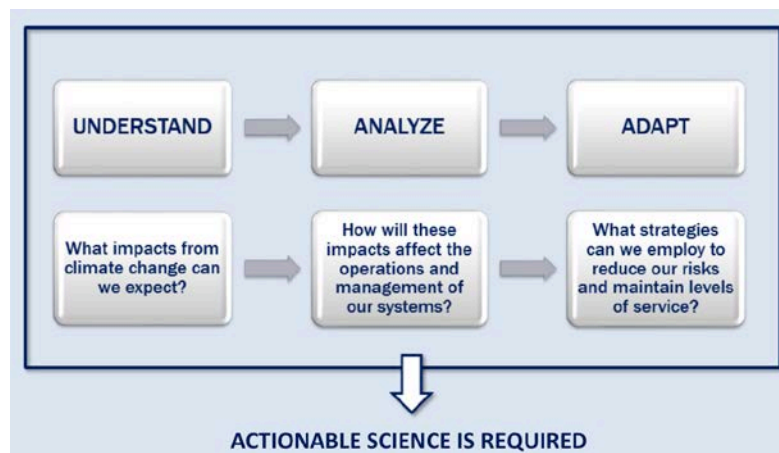 UNDERSTAND
ANALYZE
ADAPT
What impacts from
climate change can
we expect?
How will these
impacts affect the
operations and
management of
our systems?
What strategies
can we employ to
reduce our risks
and maintain levels
of service?
ACTIONABLE SCIENCE IS REQUIRED